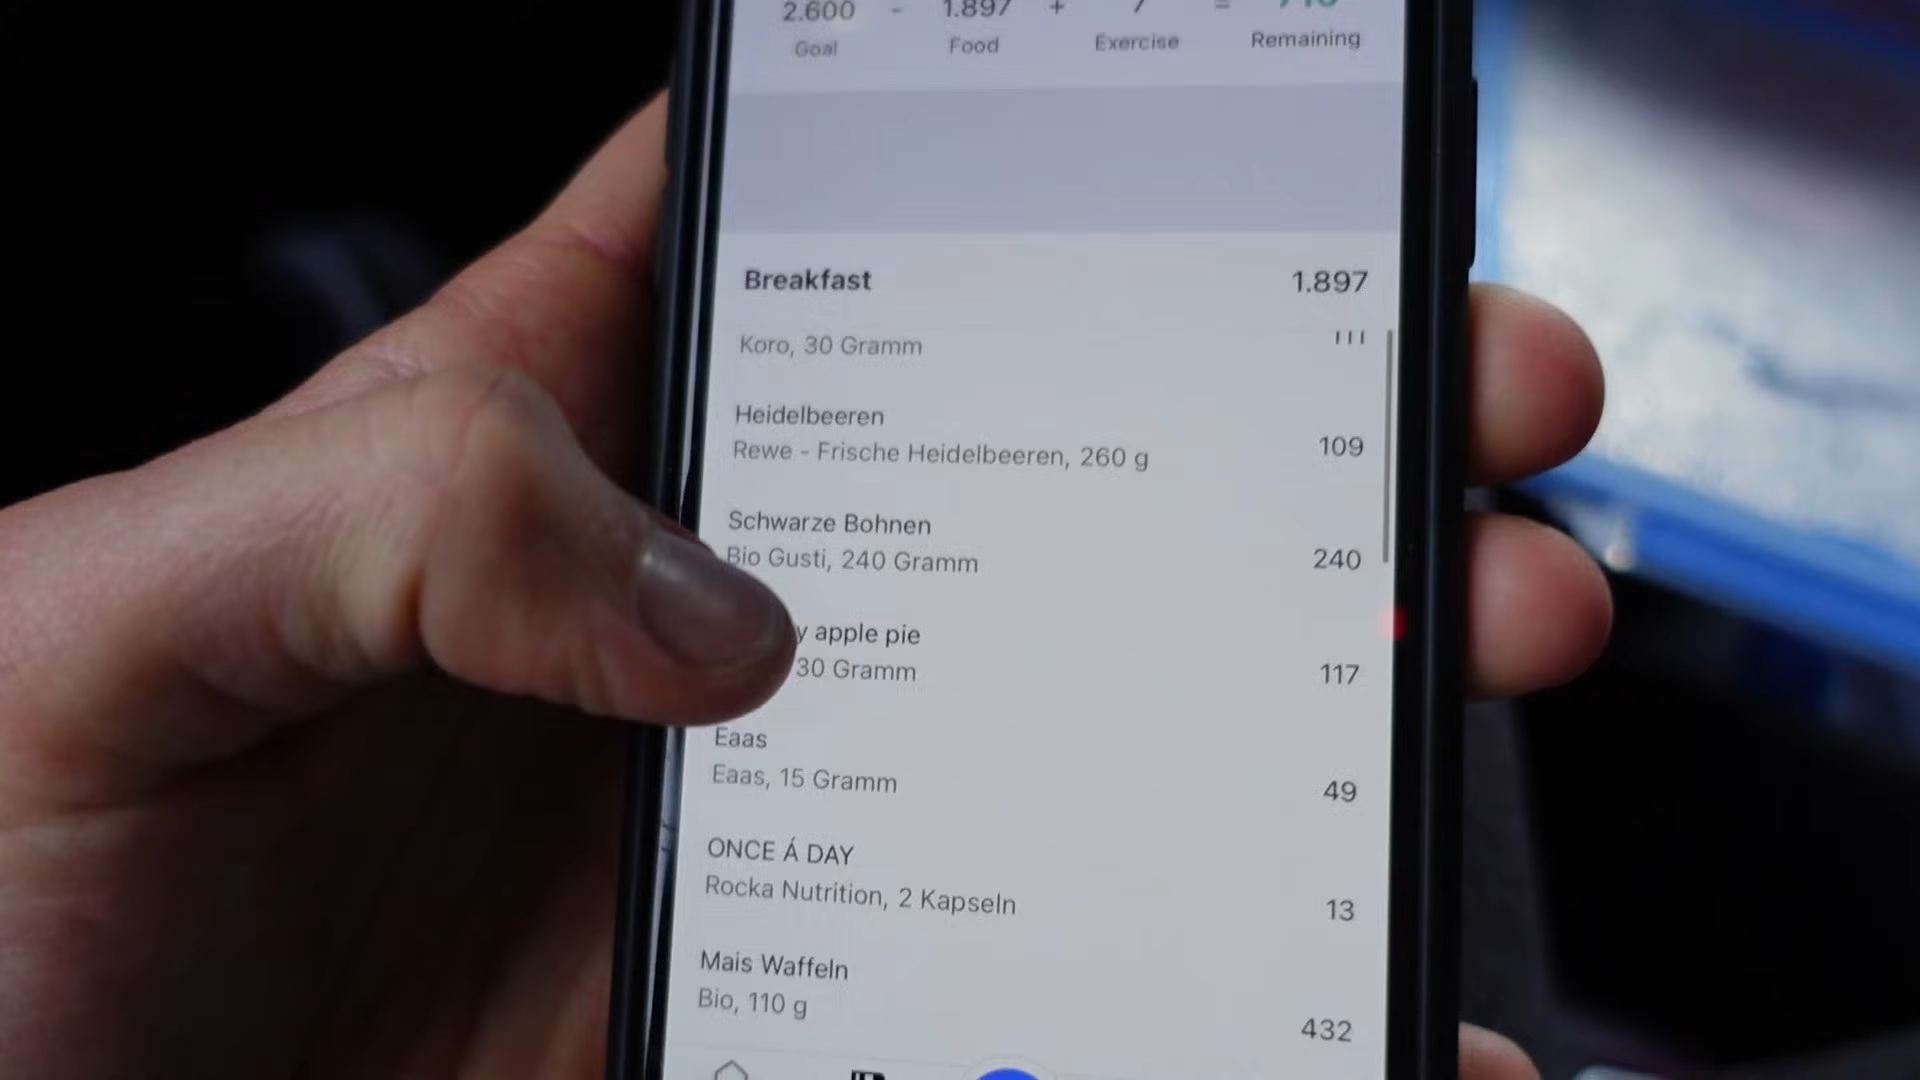 2.600 - 1.897 + =
Goal Food Exercise Remaining
Breakfast 1.897
Koro, 30 Gramm
Heidelbeeren
Rewe - Frische Heidelbeeren, 260 g 109
Schwarze Bohnen
Bio Gusti, 240 Gramm 240
apple pie
30 Gramm 117
Eaas
Eaas, 15 Gramm 49
ONCE Á DAY
Rocka Nutrition, 2 Kapseln 13
Mais Waffeln
Bio, 110 g 432